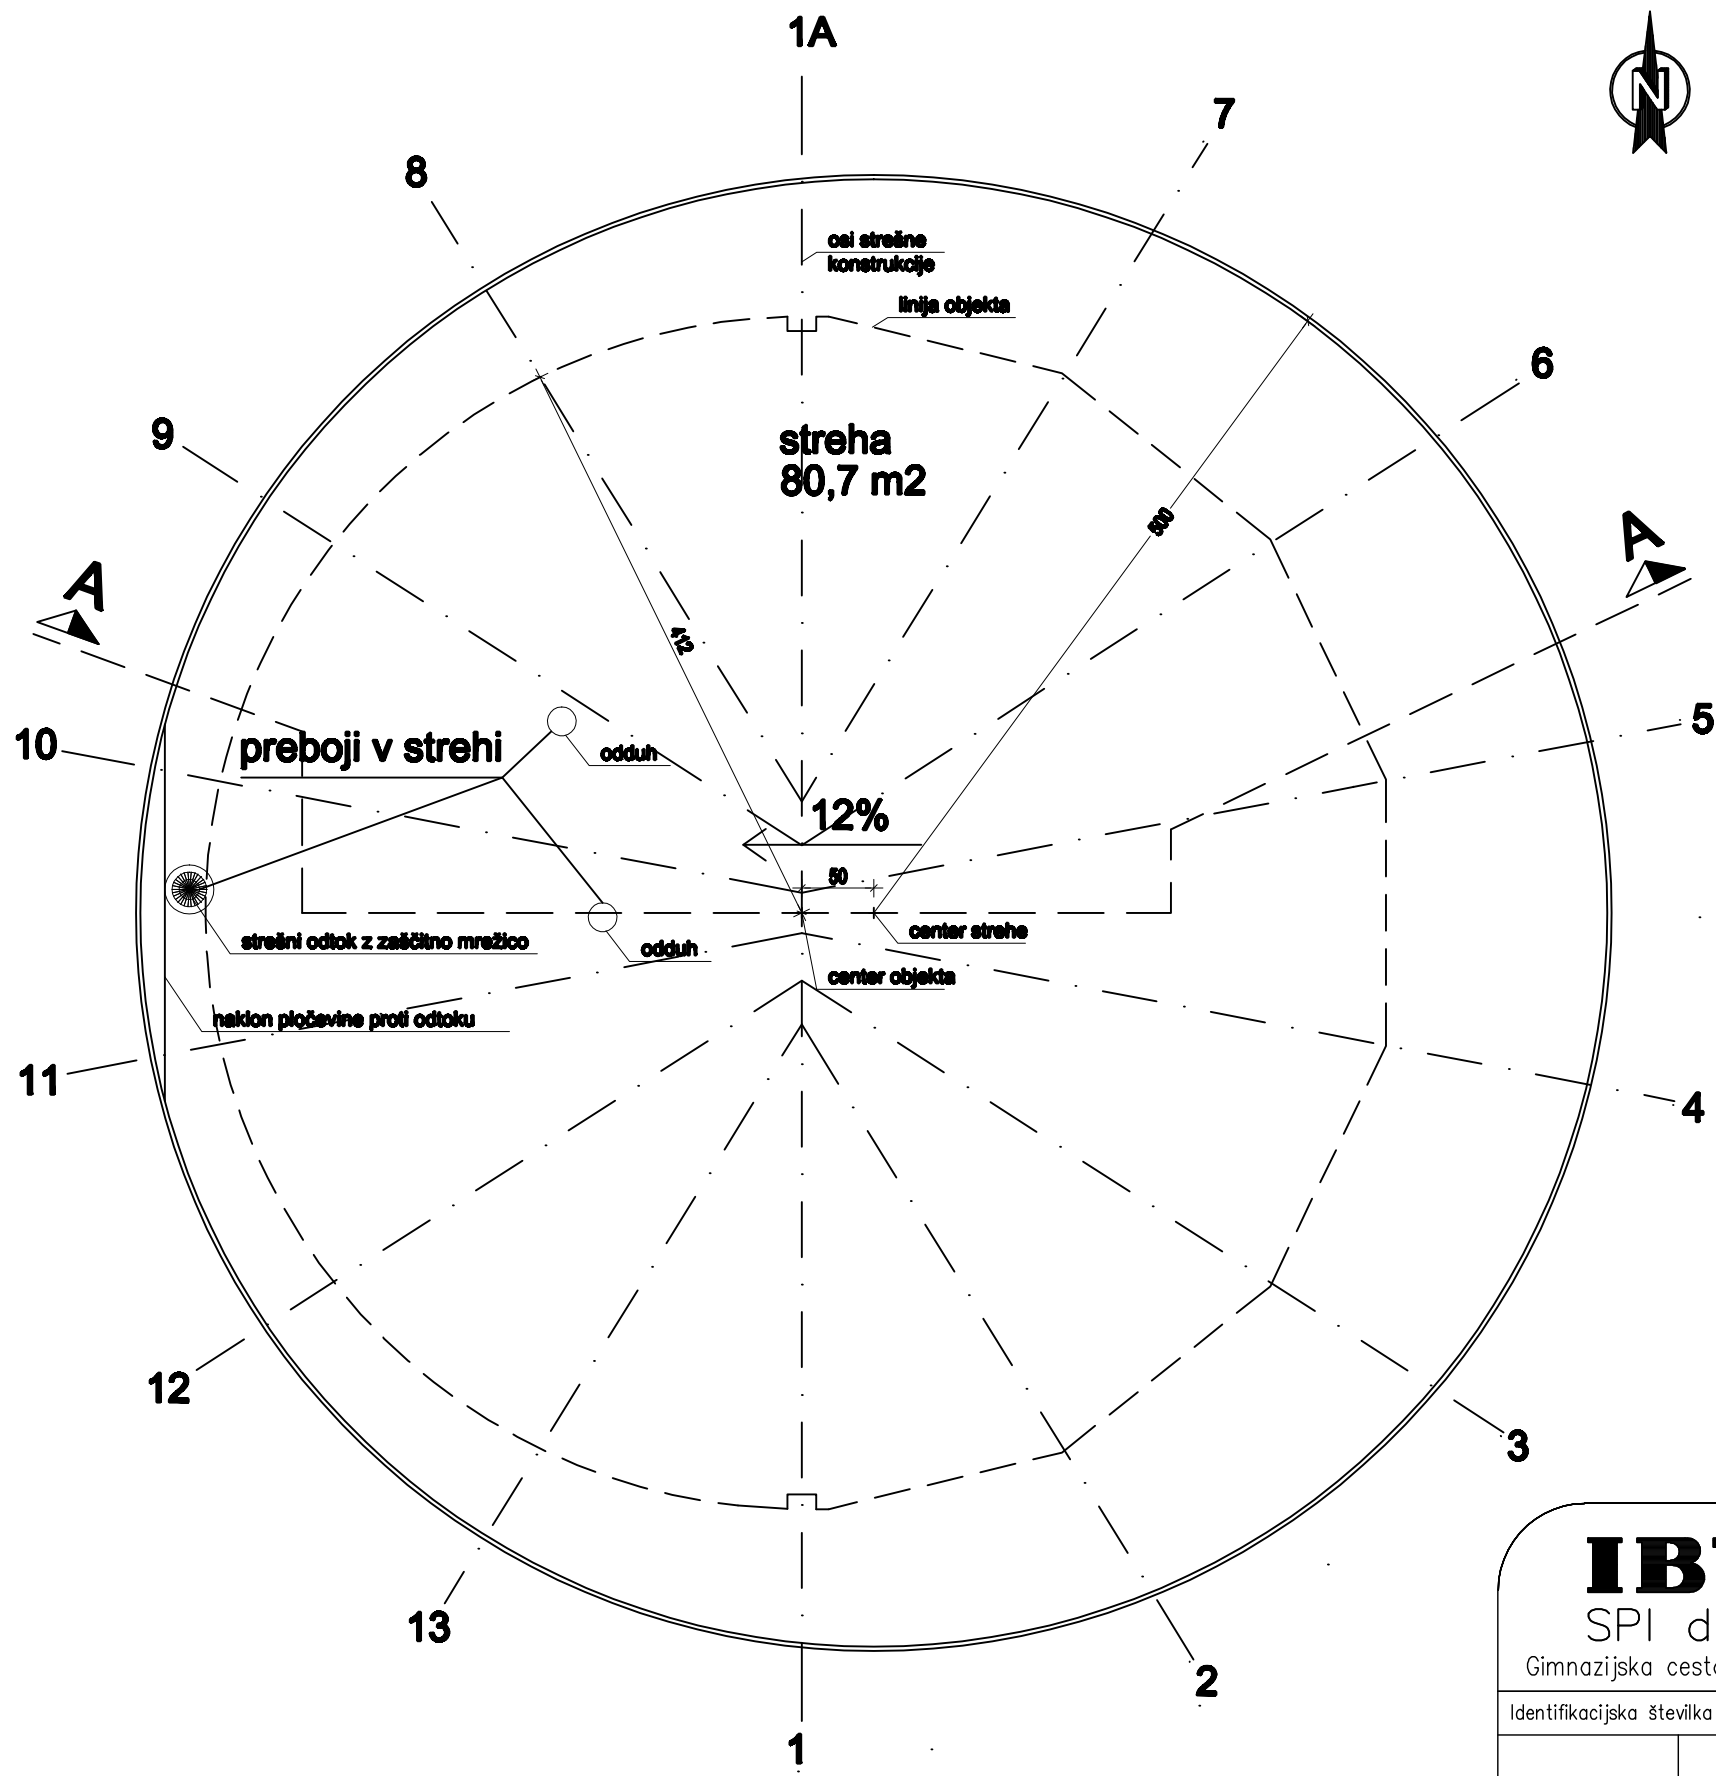 1A
N
7
8
osi strešne
konstrukcije
linija objekta
6
9
streha
80,7 m2
500
A
A
412
5
10
preboji v strehi
odduh
12%
50
strešni odtok z zaščitno mrežico
odduh
center strehe
center objekta
naklon pločevine proti odtoku
11
4
12
3
13
2
1
IB
SPI d
Gimnazijska cest
Identifikacijska številka